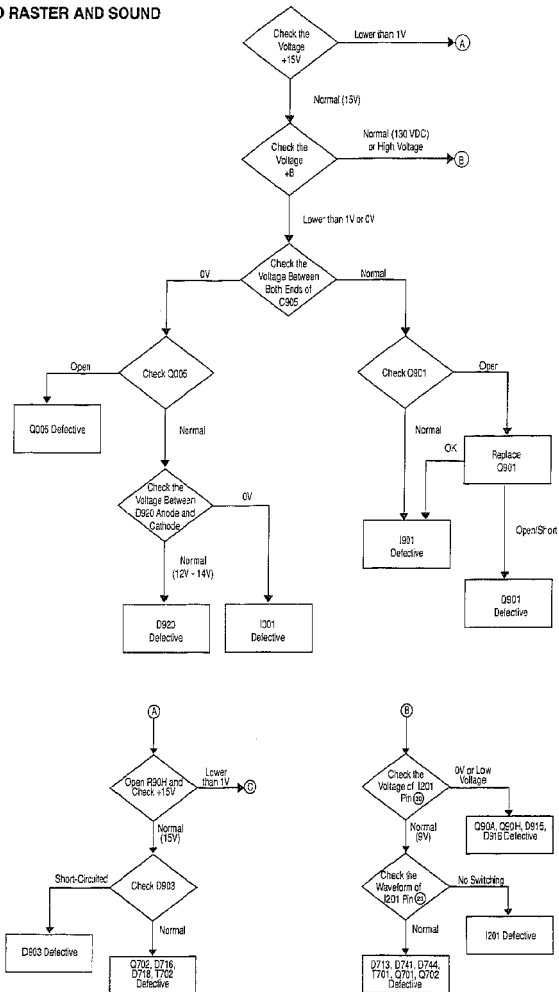 RASTER AND SOUND
Check the
Voltage
+15V
Lower than 1V
A
Normal (15V)
Check the
Voltage
+B
Normal (130 VDC)
or High Voltage
B
Lower than 1V or 0V
Check the
Voltage Between
Both Ends of
C905
0V
Normal
Check Q005
Open
Q005 Defective
Normal
Check the
Voltage Between
D920 Anode and
Cathode
0V
Normal
(12V - 14V)
D920
Defective
Defective
Check Q901
Open
Normal
OK
Replace
Q901
I901
Defective
Open/Short
Q901
Defective
A
Open R90H and
Check +15V
Lower
than 1V
C
Normal
(15V)
Short-Circuited
Check D903
D903 Defective
Normal
Q702, D716,
D718, T702
Defective
B
Check the
Voltage of I201
Pin 30
0V or Low
Voltage
Q90A, Q90H, D915,
D916 Defective
Normal
(9V)
Check the
Waveform of
I201 Pin 23
No Switching
I201 Defective
Normal
D713, D741, D744,
T701, Q701, Q702
Defective